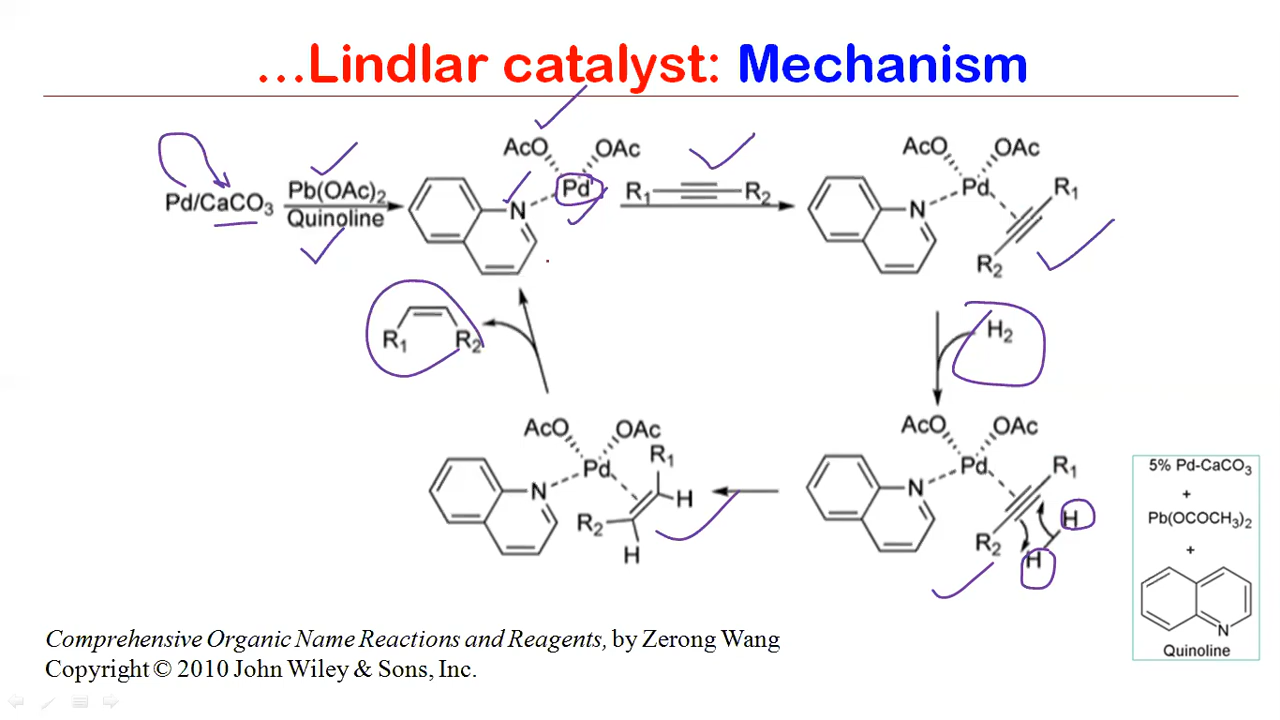 ...Lindlar catalyst: Mechanism
AcO OAc
Pd
Pd/CaCO3
Pb(OAc)2
Quinoline
N
R1 R2
AcO OAc
Pd
R1
N
R2
R1 R2
H2
AcO OAc
Pd
R1
N
R2
H
H
AcO OAc
R1
Pd
N
H
R2
H
5% Pd-CaCO3
+
Pb(OCOCH3)2
+
N
Quinoline
Comprehensive Organic Name Reactions and Reagents, by Zerong Wang
Copyright © 2010 John Wiley & Sons, Inc.